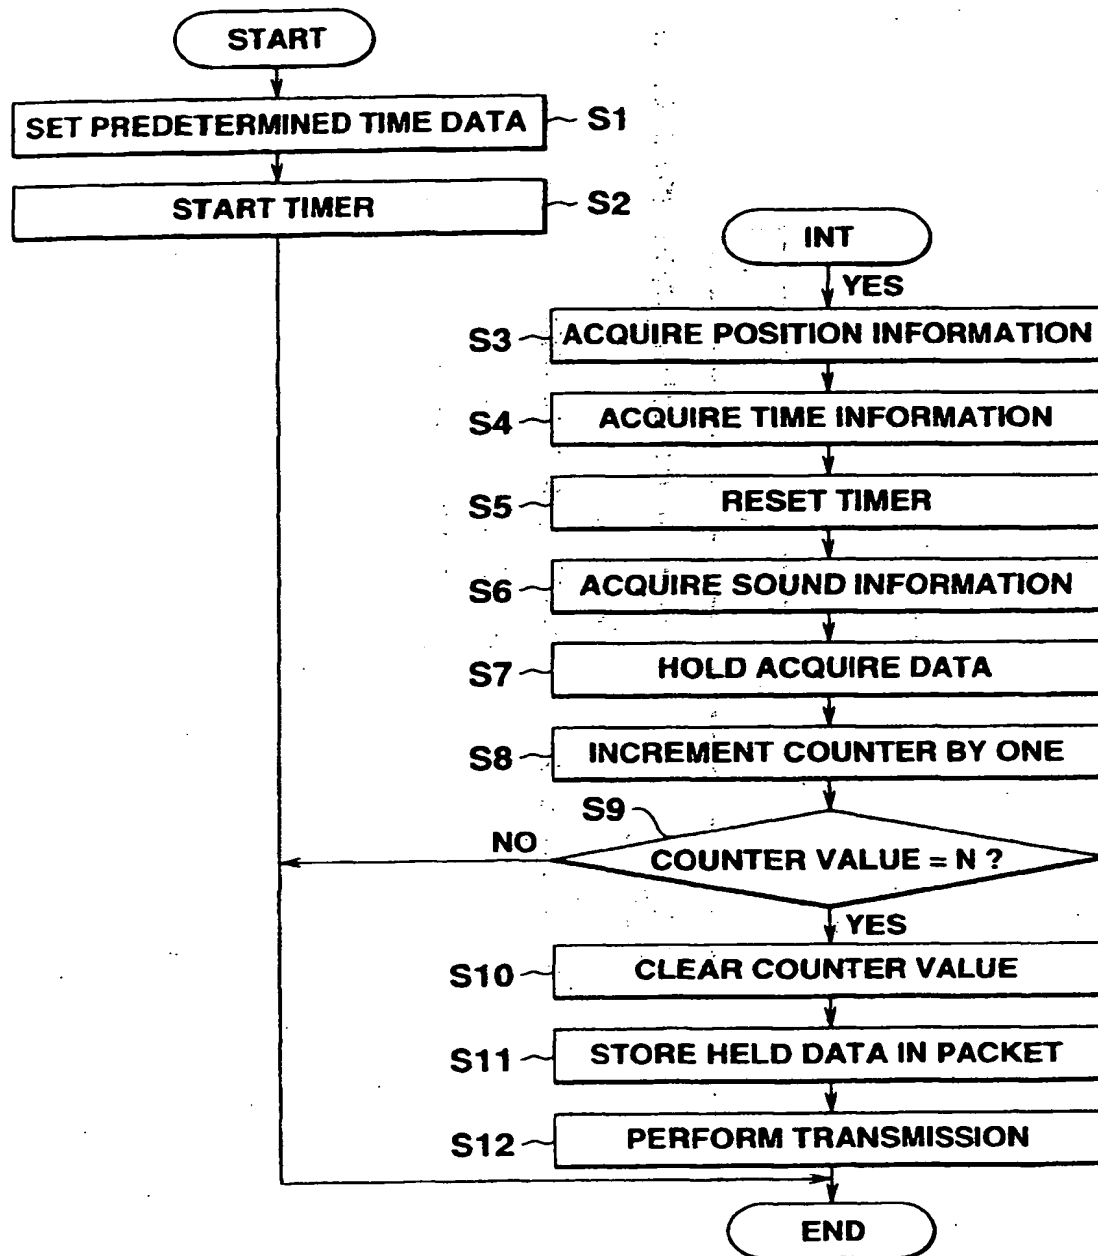 START
SET PREDETERMINED TIME DATA
S1
START TIMER
S2
INT
YES
S3
ACQUIRE POSITION INFORMATION
S4
ACQUIRE TIME INFORMATION
S5
RESET TIMER
S6
ACQUIRE SOUND INFORMATION
S7
HOLD ACQUIRE DATA
S8
INCREMENT COUNTER BY ONE
S9
NO
COUNTER VALUE = N ?
YES
S10
CLEAR COUNTER VALUE
S11
STORE HELD DATA IN PACKET
S12
PERFORM TRANSMISSION
END